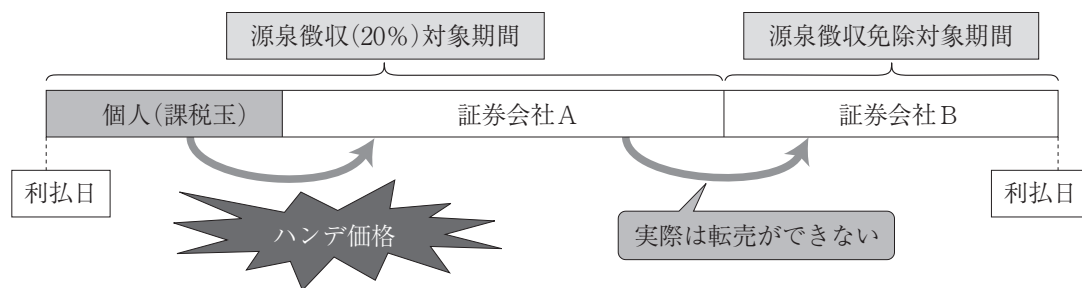 源泉徴収(20%)対象期間
源泉徴収免除対象期間
個人(課税玉)
証券会社A
証券会社B
利払日
ハンデ価格
実際は転売ができない
利払日